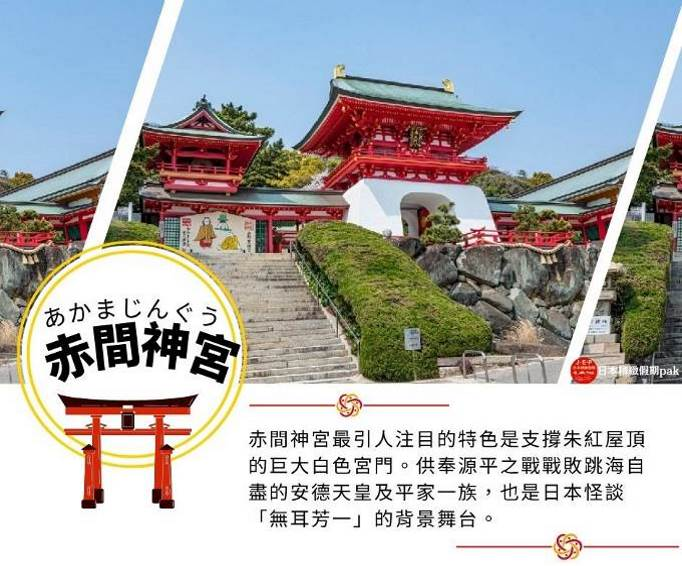 あかまじんぐう
赤間神宮
日本精緻假期pak
赤間神宮最引人注目的特色是支撐朱紅屋頂
的巨大白色宮門。供奉源平之戰戰敗跳海自
盡的安德天皇及平家一族，也是日本怪談
「無耳芳一」的背景舞台。